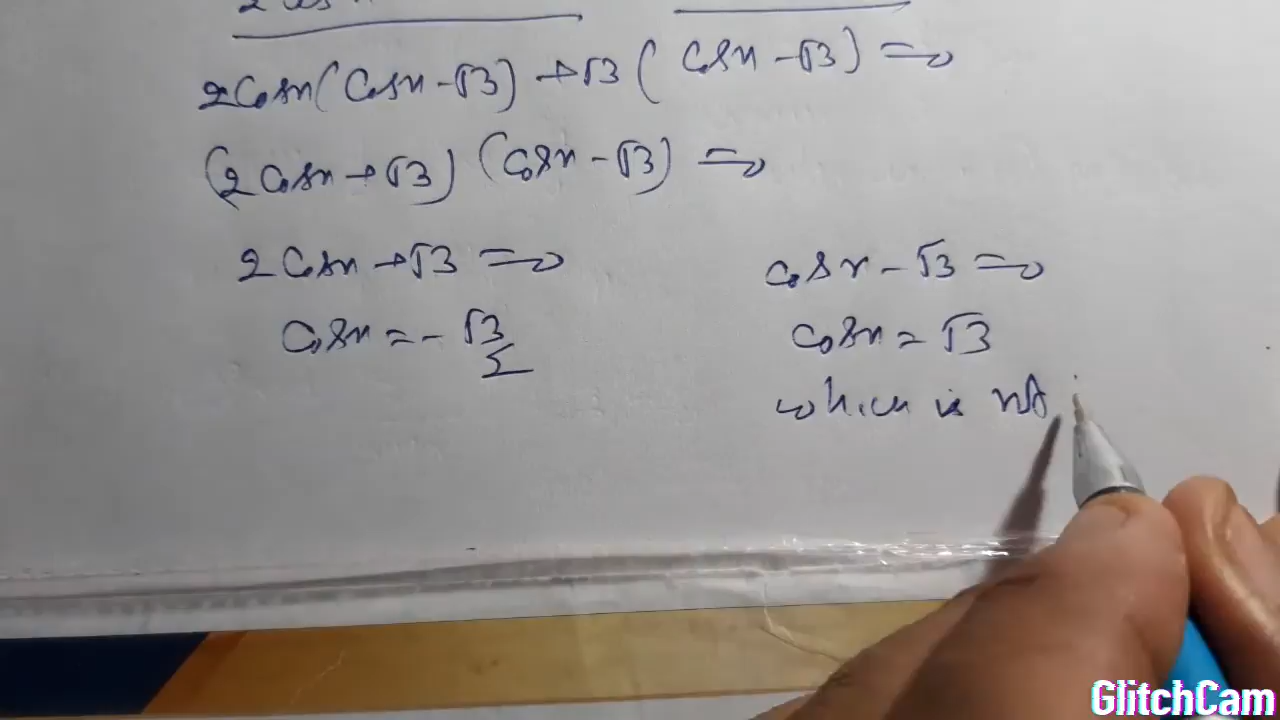 2Cosx(Cosx-√3)+√3(Cosx-√3)=0
(2Cosx+√3)(Cosx-√3)=0
2Cosx+√3=0
Cosx-√3=0
Cosx=-√3/2
Cosx=√3
which is not
GlitchCam